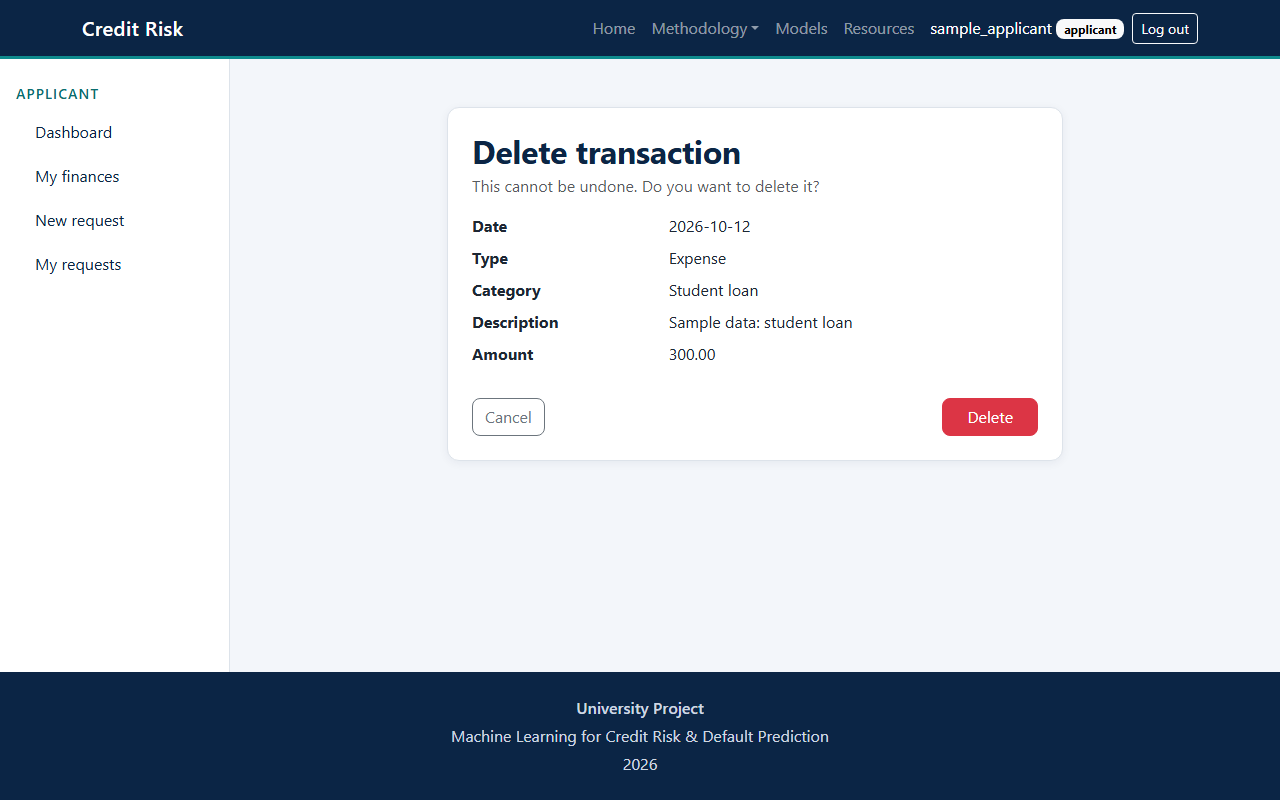 Credit Risk
Home Methodology Models Resources sample_applicant applicant Log out
APPLICANT
Dashboard
My finances
New request
My requests
Delete transaction
This cannot be undone. Do you want to delete it?
Date 2026-10-12
Type Expense
Category Student loan
Description Sample data: student loan
Amount 300.00
Cancel Delete
University Project
Machine Learning for Credit Risk & Default Prediction
2026